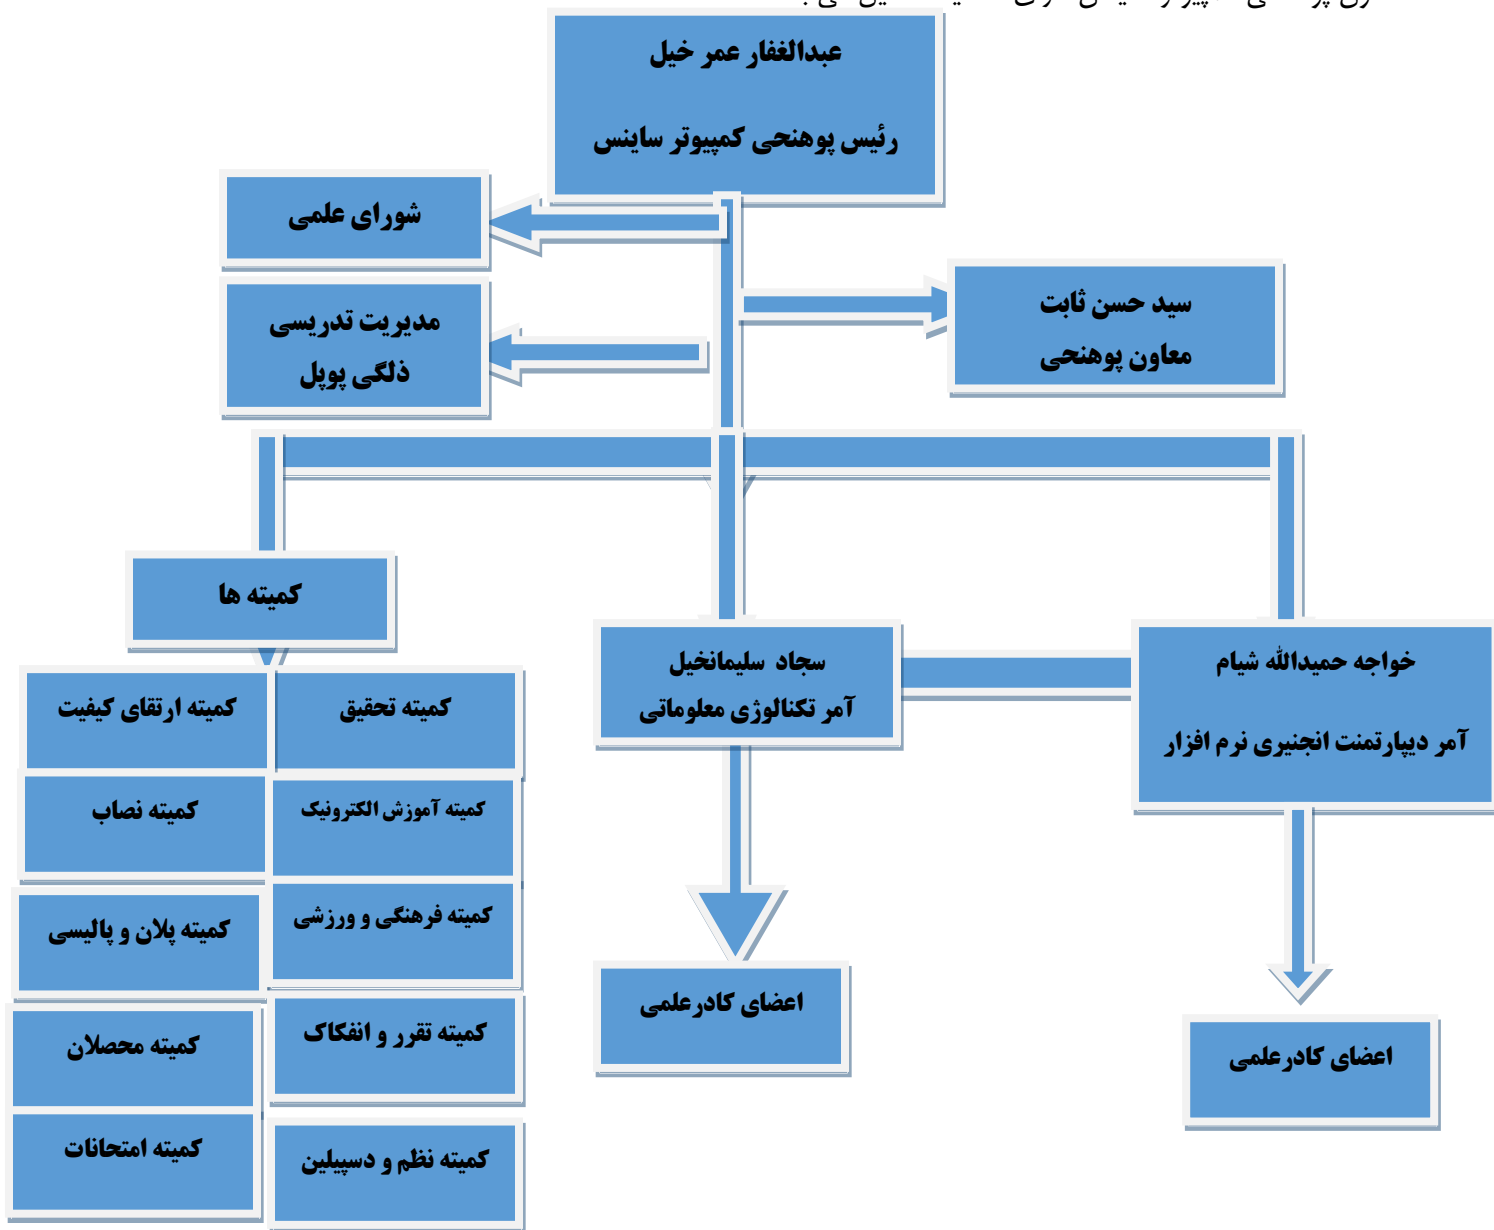 عبدالغفار عمر خیل
رئیس پوهنحی کمپیوتر ساینس
شورای علمی
سید حسن ثابت
معاون پوهنحی
مدیریت تدریسی
ذلگی پوپل
کمیته ها
خواجه حمیدالله شیام
آمر دیپارتمنت انجنیری نرم افزار
سجاد سلیمانخیل
آمر تکنالوژی معلوماتی
کمیته تحقیق
کمیته ارتقای کیفیت
کمیته آموزش الکترونیک
کمیته نصاب
کمیته فرهنگی و ورزشی
کمیته پلان و پالیسی
کمیته تقرر و انفکاک
کمیته محصلان
کمیته نظم و دسپیلین
کمیته امتحانات
اعضای کادرعلمی
اعضای کادرعلمی